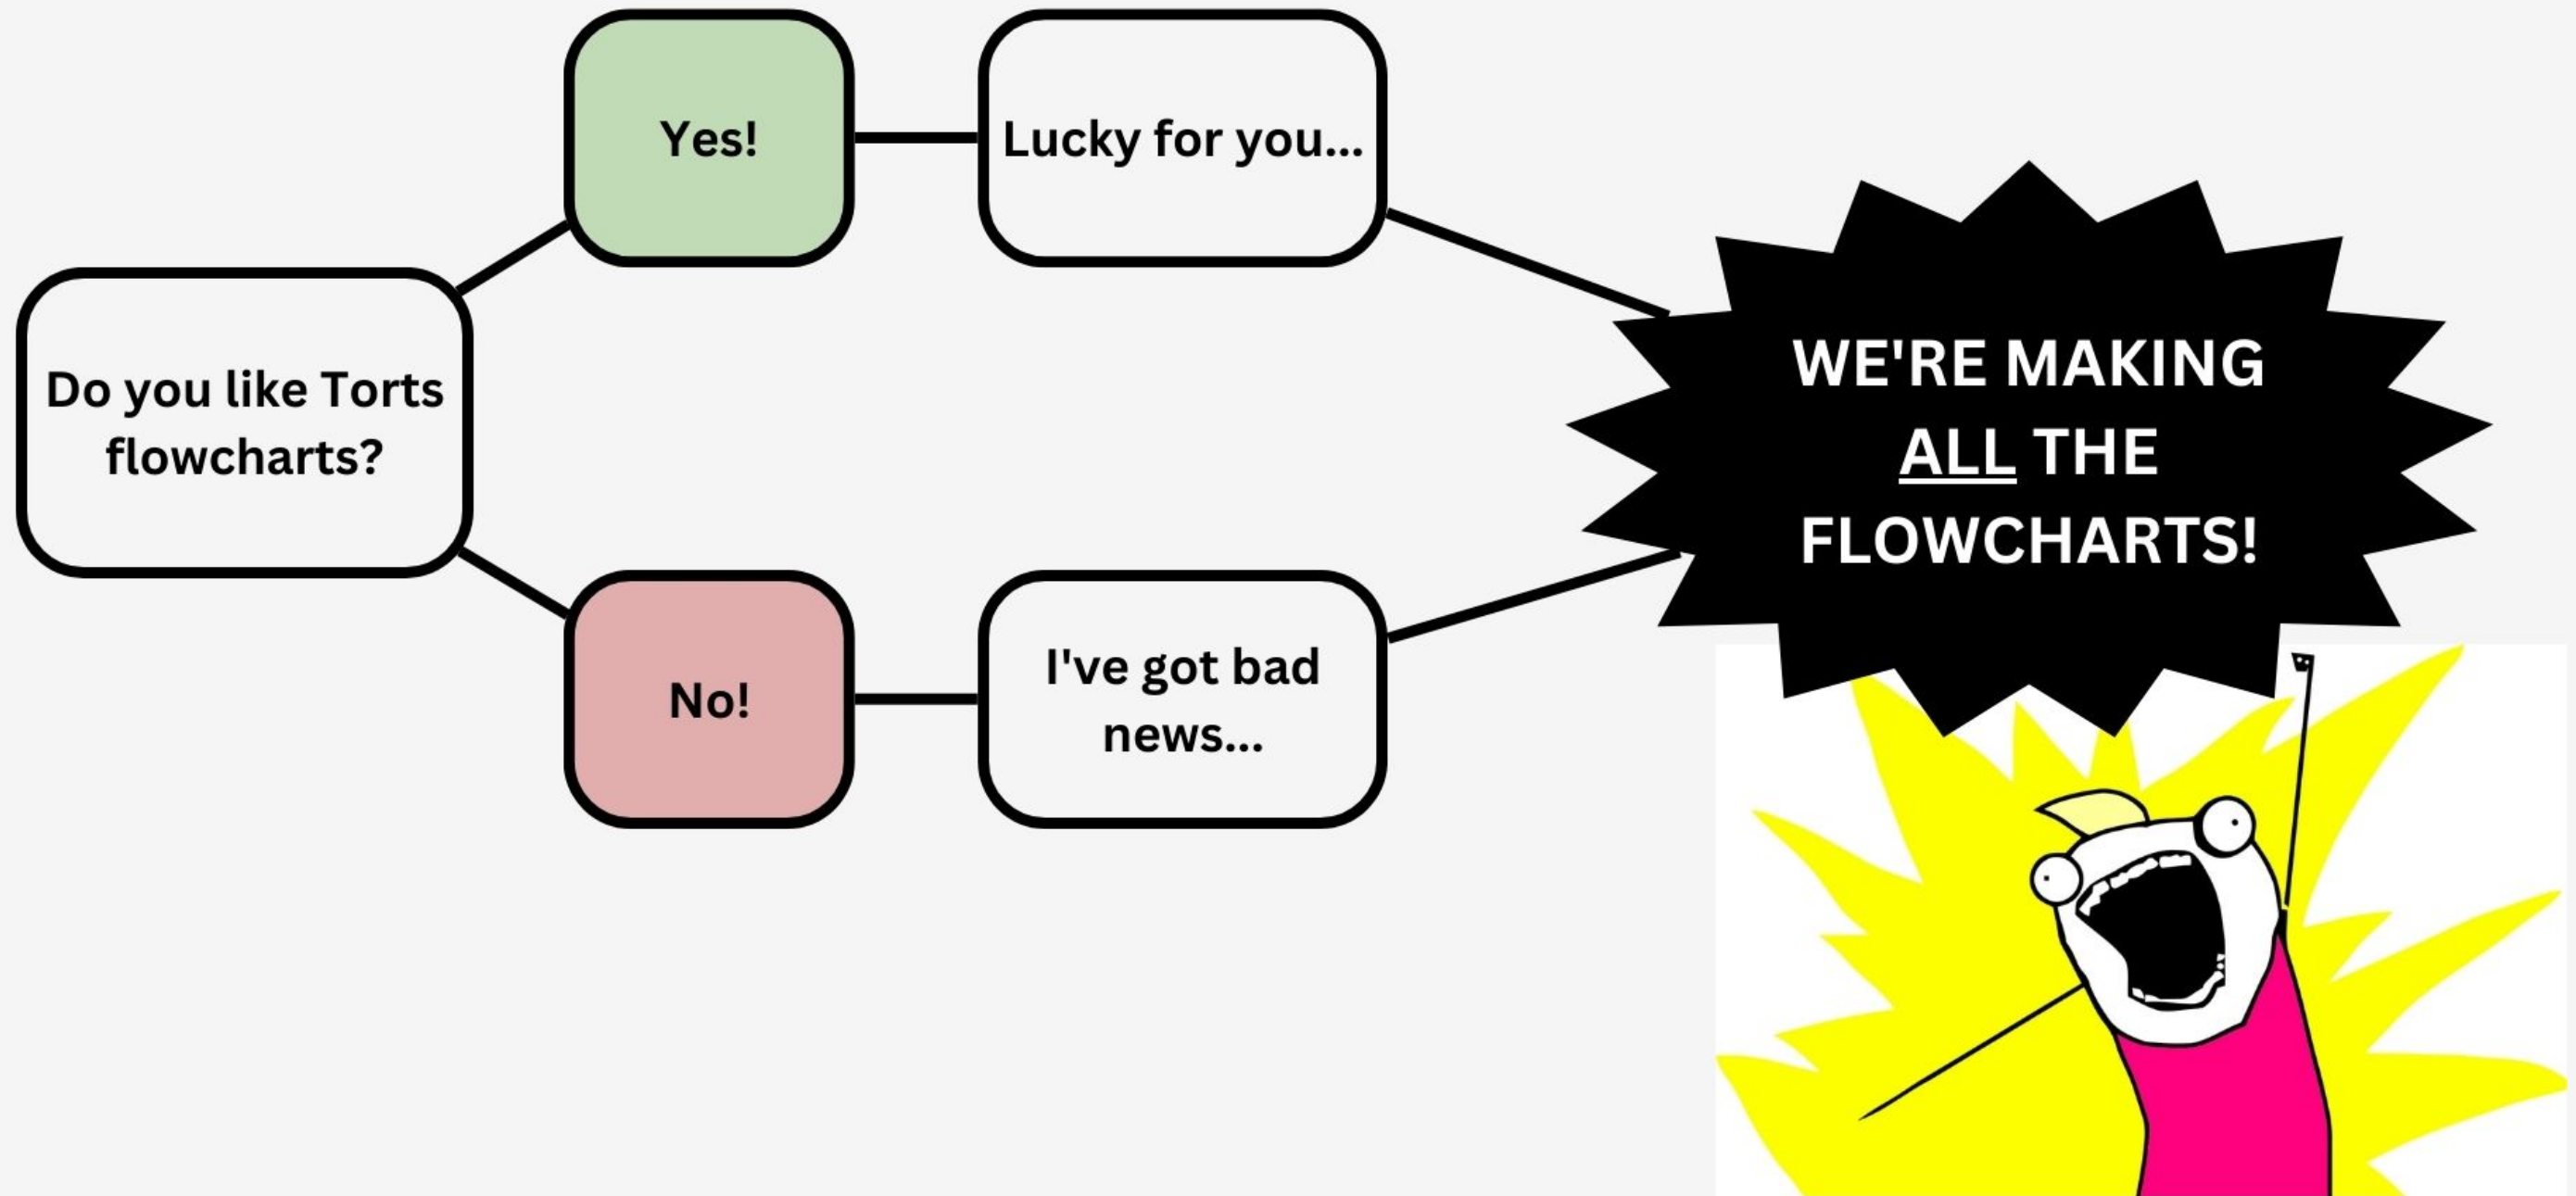 Yes!
Lucky for you...
Do you like Torts
flowcharts?
WE'RE MAKING
ALL THE
FLOWCHARTS!
No!
I've got bad
news...